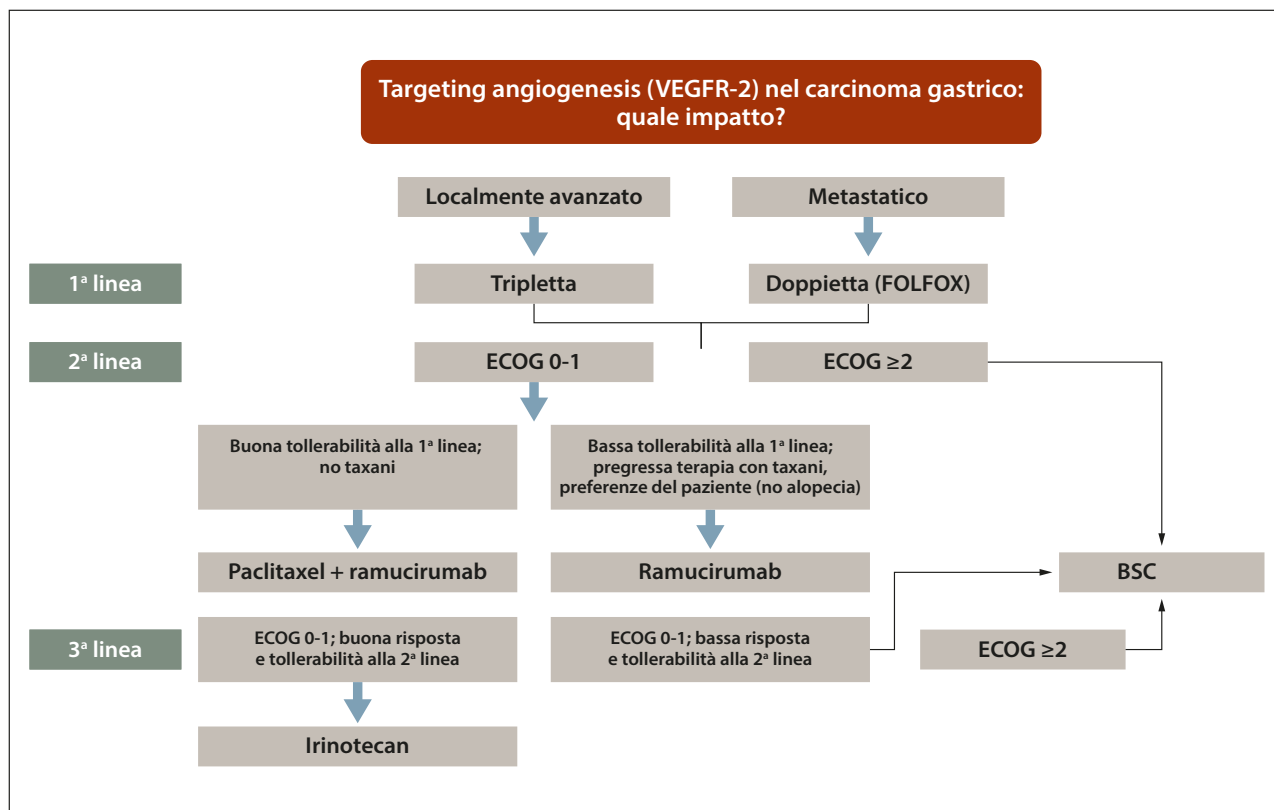 Targeting angiogenesis (VEGFR-2) nel carcinoma gastrico:
quale impatto?
Localmente avanzato
Metastatico
1ª linea
Tripletta
Doppietta (FOLFOX)
2ª linea
ECOG 0-1
ECOG ≥2
Buona tollerabilità alla 1ª linea;
no taxani
Bassa tollerabilità alla 1ª linea;
pregressa terapia con taxani,
preferenze del paziente (no alopecia)
Paclitaxel + ramucirumab
Ramucirumab
BSC
3ª linea
ECOG 0-1; buona risposta
e tollerabilità alla 2ª linea
ECOG 0-1; bassa risposta
e tollerabilità alla 2ª linea
ECOG ≥2
Irinotecan